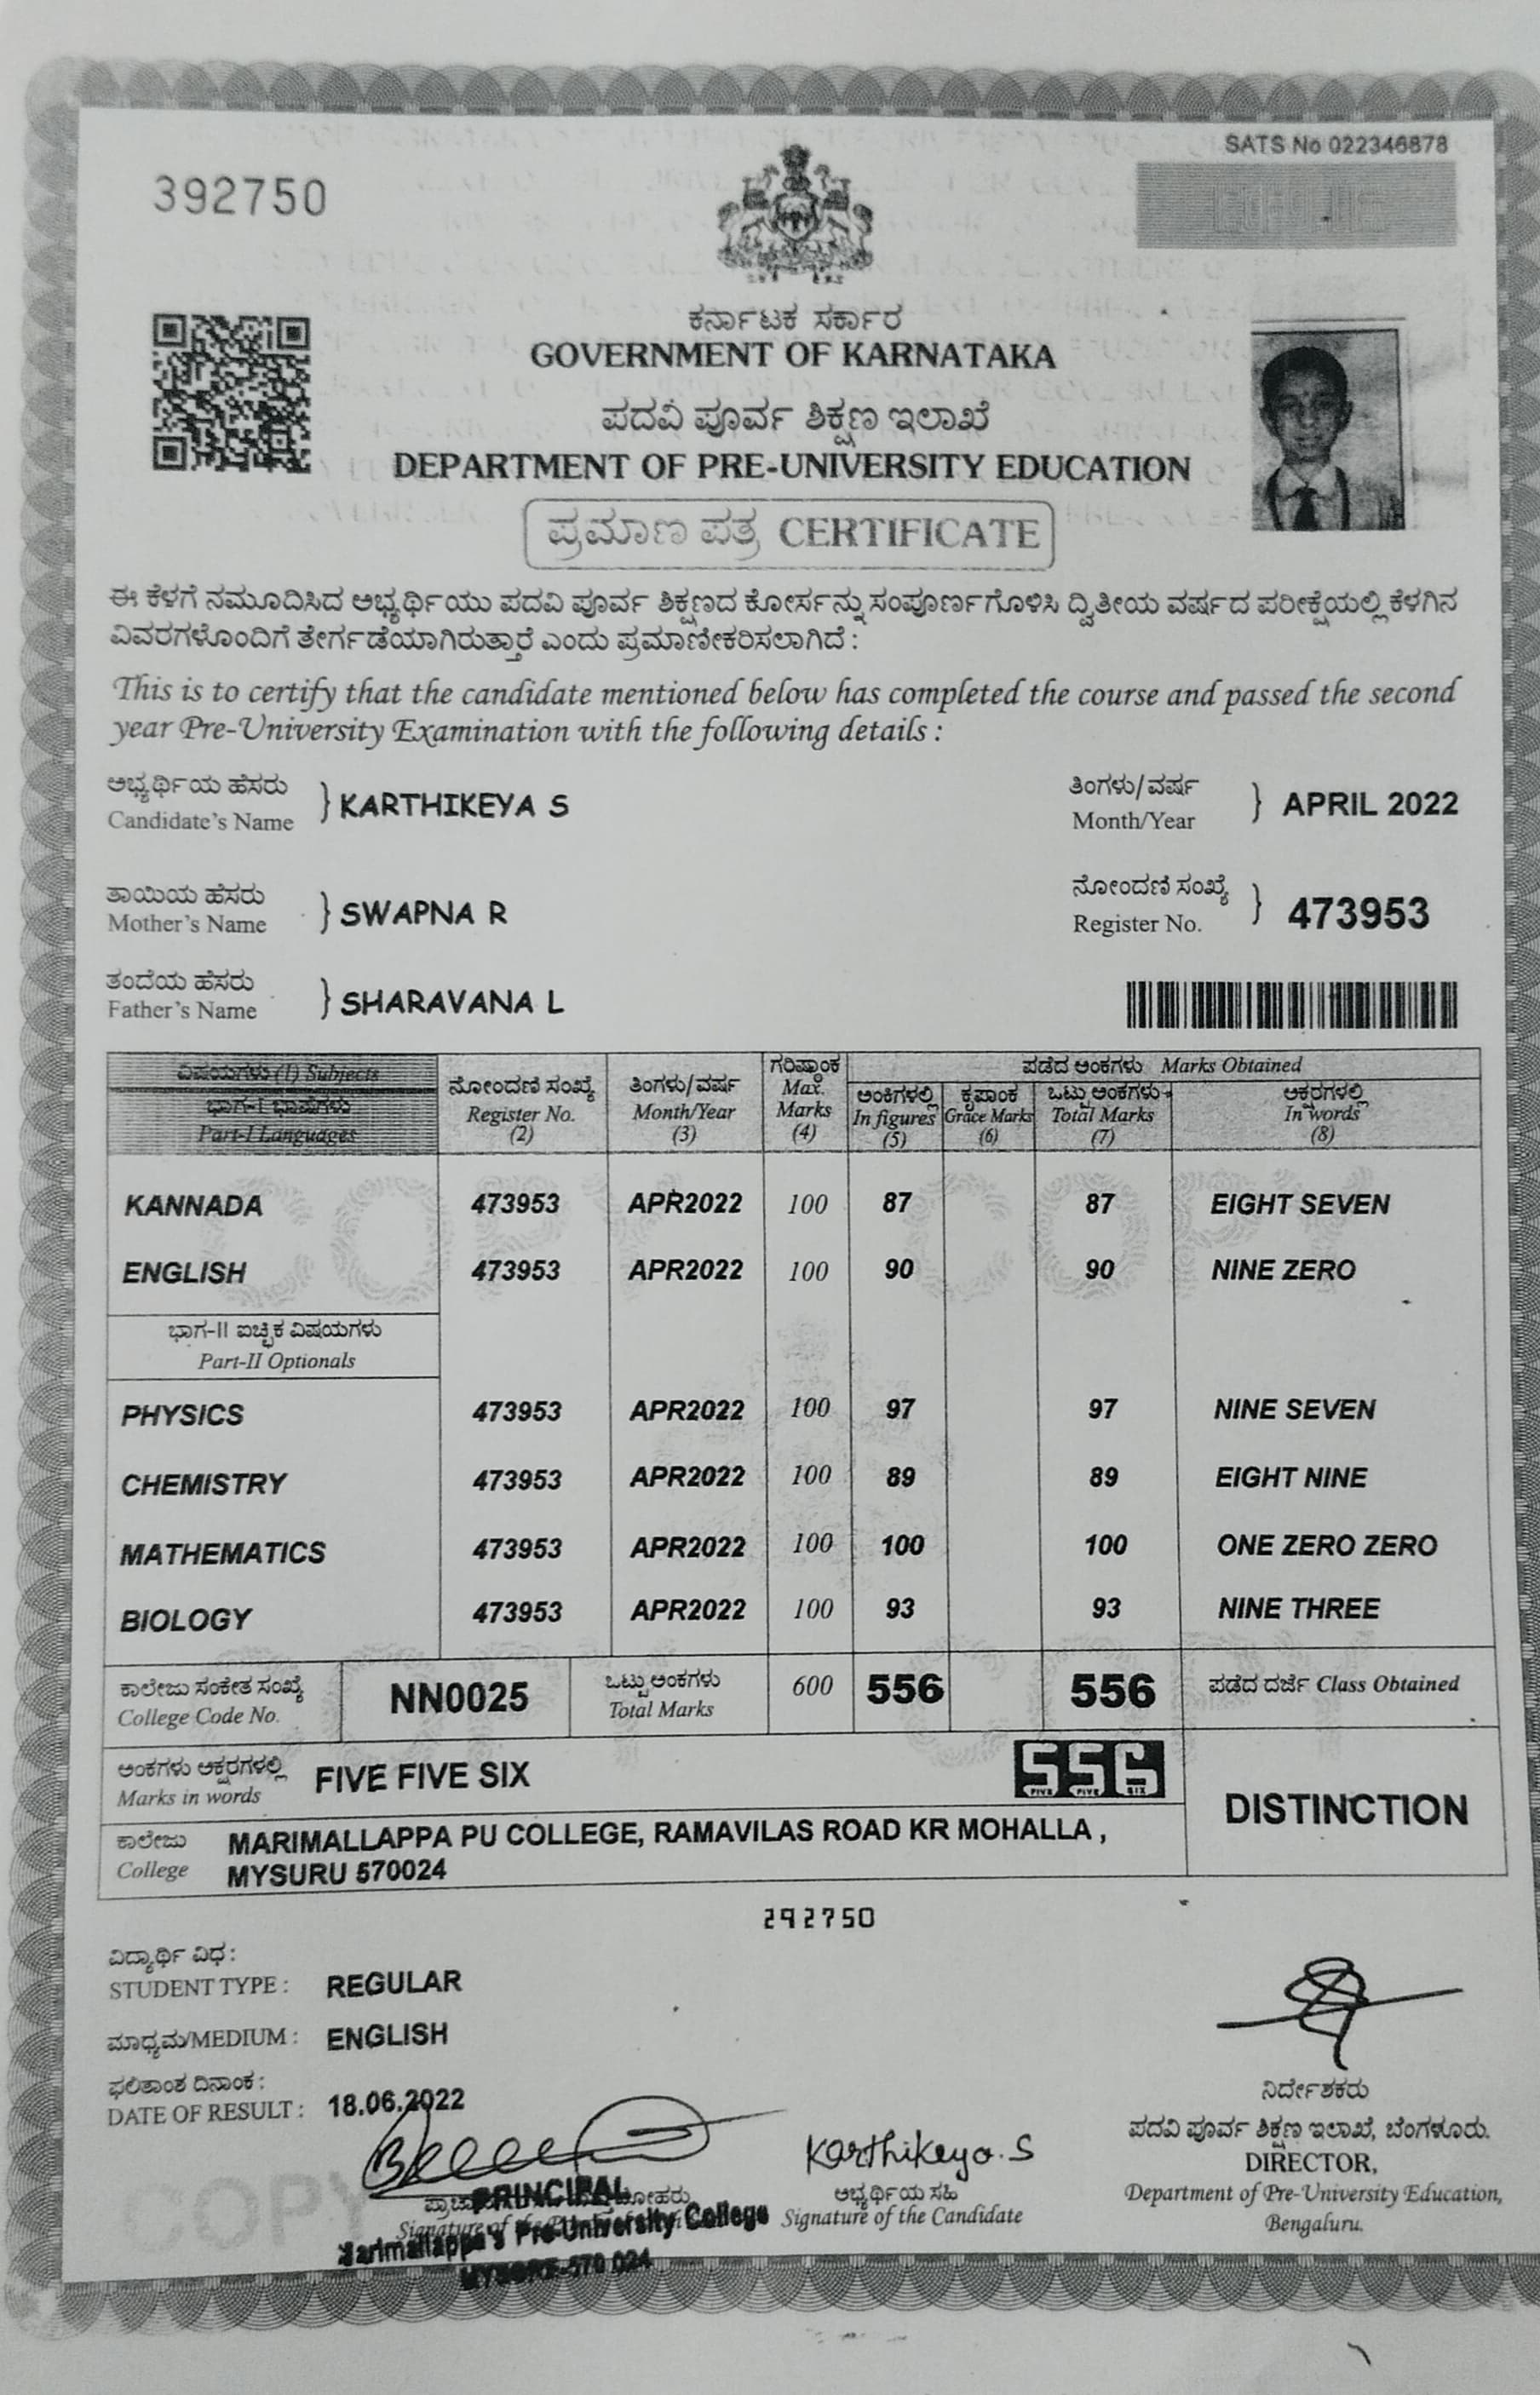 SATS No 022346878
392750
ಕರ್ನಾಟಕ ಸರ್ಕಾರ
GOVERNMENT OF KARNATAKA
ಪದವಿ ಪೂರ್ವ ಶಿಕ್ಷಣ ಇಲಾಖೆ
DEPARTMENT OF PRE-UNIVERSITY EDUCATION
ಪ್ರಮಾಣ ಪತ್ರ CERTIFICATE
ಈ ಕೆಳಗೆ ನಮೂದಿಸಿದ ಅಭ್ಯರ್ಥಿಯು ಪದವಿ ಪೂರ್ವ ಶಿಕ್ಷಣದ ಕೋರ್ಸನ್ನು ಸಂಪೂರ್ಣಗೊಳಿಸಿ ದ್ವಿತೀಯ ವರ್ಷದ ಪರೀಕ್ಷೆಯಲ್ಲಿ ಕೆಳಗಿನ
ವಿವರಗಳೊಂದಿಗೆ ತೇರ್ಗಡೆಯಾಗಿರುತ್ತಾರೆ ಎಂದು ಪ್ರಮಾಣೀಕರಿಸಲಾಗಿದೆ :
This is to certify that the candidate mentioned below has completed the course and passed the second
year Pre-University Examination with the following details :
ಅಭ್ಯರ್ಥಿಯ ಹೆಸರು
Candidate's Name } KARTHIKEYA S
ತಿಂಗಳು/ವರ್ಷ
Month/Year } APRIL 2022
ತಾಯಿಯ ಹೆಸರು
Mother's Name } SWAPNA R
ನೋಂದಣಿ ಸಂಖ್ಯೆ
Register No. } 473953
ತಂದೆಯ ಹೆಸರು
Father's Name } SHARAVANA L
ವಿಷಯಗಳು (1) Subjects
ಭಾಗ-I ಭಾಷೆಗಳು
Part-I Languages
ನೋಂದಣಿ ಸಂಖ್ಯೆ
Register No.
(2)
ತಿಂಗಳು/ವರ್ಷ
Month/Year
(3)
ಗರಿಷ್ಠಾಂಕ
Max.
Marks
(4)
ಪಡೆದ ಅಂಕಗಳು Marks Obtained
ಅಂಕಿಗಳಲ್ಲಿ
In figures
(5)
ಕೃಪಾಂಕ
Grace Marks
(6)
ಒಟ್ಟು ಅಂಕಗಳು
Total Marks
(7)
ಅಕ್ಷರಗಳಲ್ಲಿ
In words
(8)
KANNADA 473953 APR2022 100 87 87 EIGHT SEVEN
ENGLISH 473953 APR2022 100 90 90 NINE ZERO
ಭಾಗ-II ಐಚ್ಛಿಕ ವಿಷಯಗಳು
Part-II Optionals
PHYSICS 473953 APR2022 100 97 97 NINE SEVEN
CHEMISTRY 473953 APR2022 100 89 89 EIGHT NINE
MATHEMATICS 473953 APR2022 100 100 100 ONE ZERO ZERO
BIOLOGY 473953 APR2022 100 93 93 NINE THREE
ಕಾಲೇಜು ಸಂಕೇತ ಸಂಖ್ಯೆ
College Code No. NN0025
ಒಟ್ಟು ಅಂಕಗಳು
Total Marks 600 556 556
ಪಡೆದ ದರ್ಜೆ Class Obtained
ಅಂಕಗಳು ಅಕ್ಷರಗಳಲ್ಲಿ
Marks in words FIVE FIVE SIX
556
FIVE FIVE SIX
DISTINCTION
ಕಾಲೇಜು
College
MARIMALLAPPA PU COLLEGE, RAMAVILAS ROAD KR MOHALLA ,
MYSURU 570024
292750
ವಿದ್ಯಾರ್ಥಿ ವಿಧ :
STUDENT TYPE : REGULAR
ಮಾಧ್ಯಮ/MEDIUM : ENGLISH
ಫಲಿತಾಂಶ ದಿನಾಂಕ :
DATE OF RESULT : 18.06.2022
Karthikeya.S
ಅಭ್ಯರ್ಥಿಯ ಸಹಿ
Signature of the Candidate
PRINCIPAL
Signature of the
Marimallappa's Pre-University College
MYSORE-570 024
ನಿರ್ದೇಶಕರು
ಪದವಿ ಪೂರ್ವ ಶಿಕ್ಷಣ ಇಲಾಖೆ, ಬೆಂಗಳೂರು.
DIRECTOR,
Department of Pre-University Education,
Bengaluru.
COPY